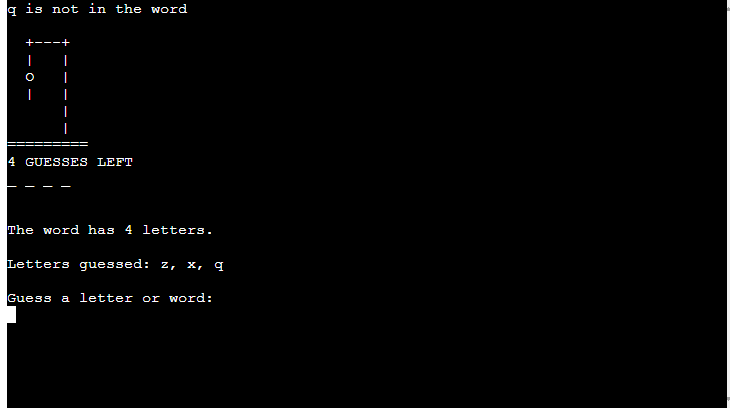 q is not in the word
+---+
|   |
O   |
|   |
    |
    |
=========
4 GUESSES LEFT
_ _ _ _
The word has 4 letters.
Letters guessed: z, x, q
Guess a letter or word: